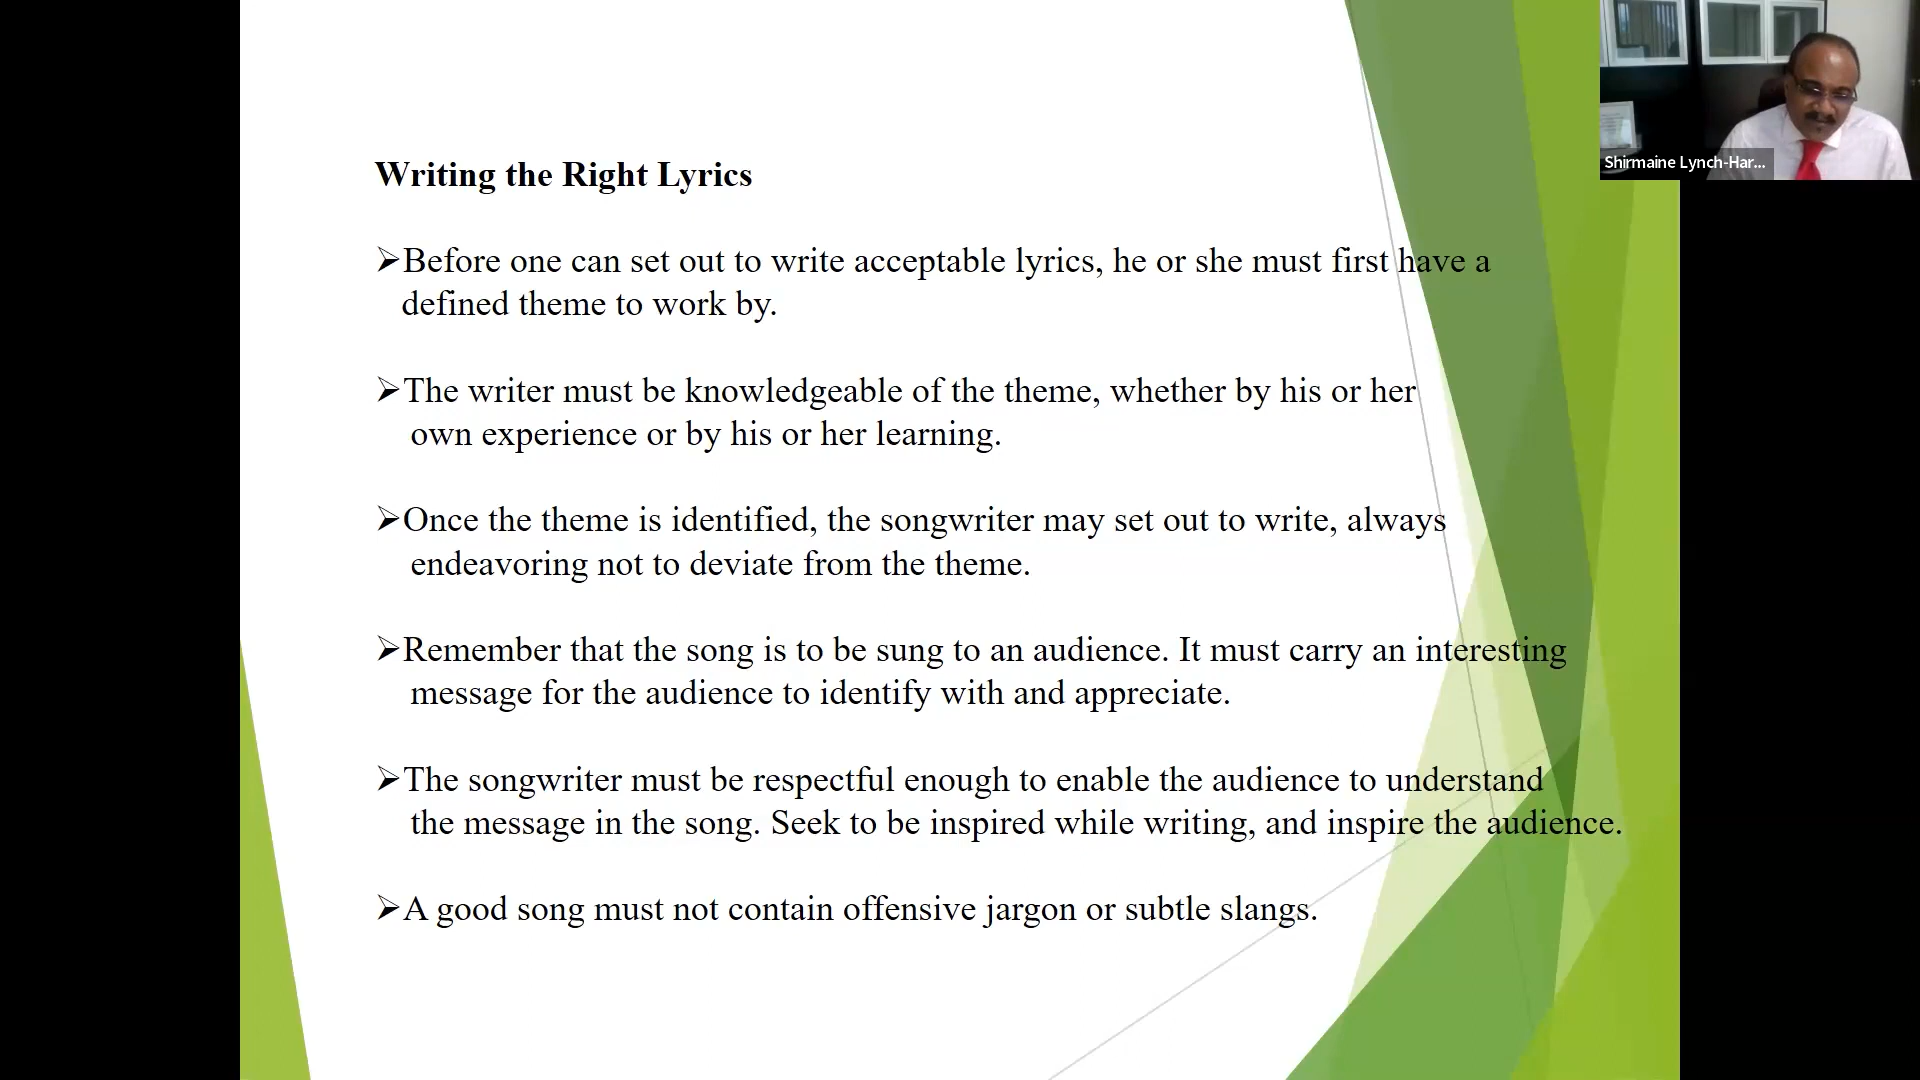 Writing the Right Lyrics
➢Before one can set out to write acceptable lyrics, he or she must first have a
defined theme to work by.
➢The writer must be knowledgeable of the theme, whether by his or her
own experience or by his or her learning.
➢Once the theme is identified, the songwriter may set out to write, always
endeavoring not to deviate from the theme.
➢Remember that the song is to be sung to an audience. It must carry an interesting
message for the audience to identify with and appreciate.
➢The songwriter must be respectful enough to enable the audience to understand
the message in the song. Seek to be inspired while writing, and inspire the audience.
➢A good song must not contain offensive jargon or subtle slangs.
Shirmaine Lynch-Har...